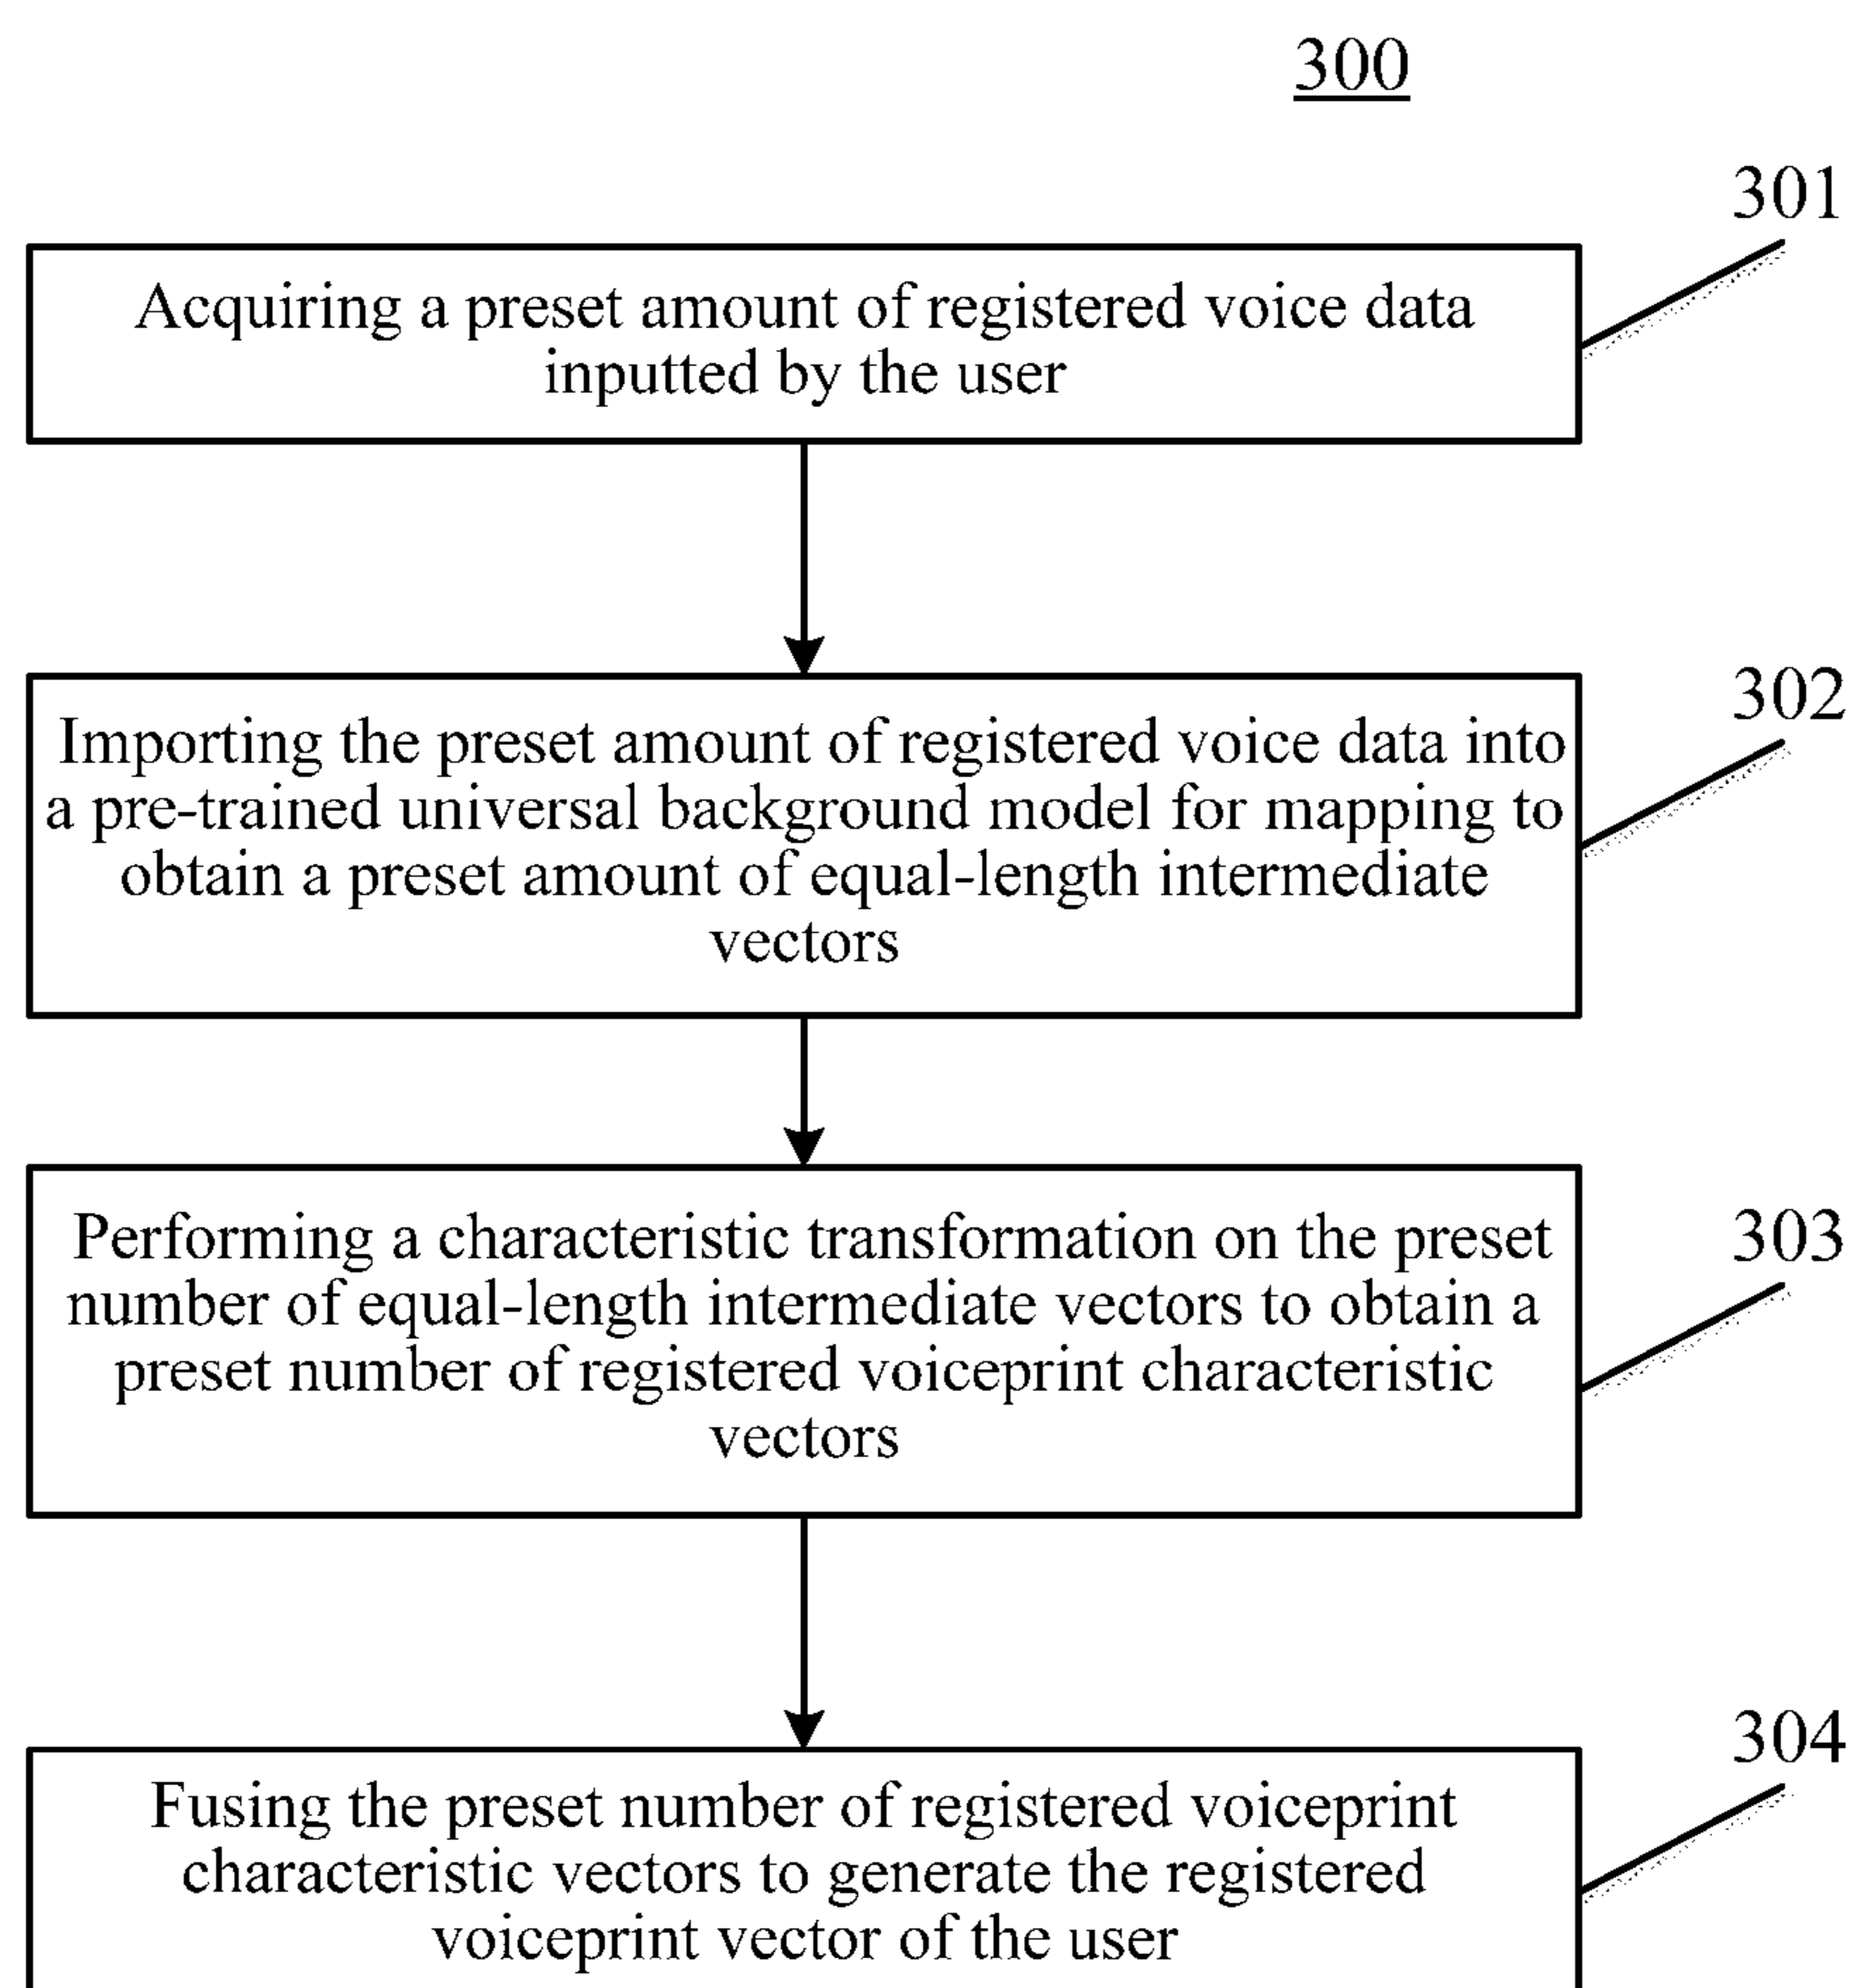 300
301
Acquiring a preset amount of registered voice data
inputted by the user
302
Importing the preset amount of registered voice data into
a pre-trained universal background model for mapping to
obtain a preset amount of equal-length intermediate
vectors
303
Performing a characteristic transformation on the preset
number of equal-length intermediate vectors to obtain a
preset number of registered voiceprint characteristic
vectors
304
Fusing the preset number of registered voiceprint
characteristic vectors to generate the registered
voiceprint vector of the user